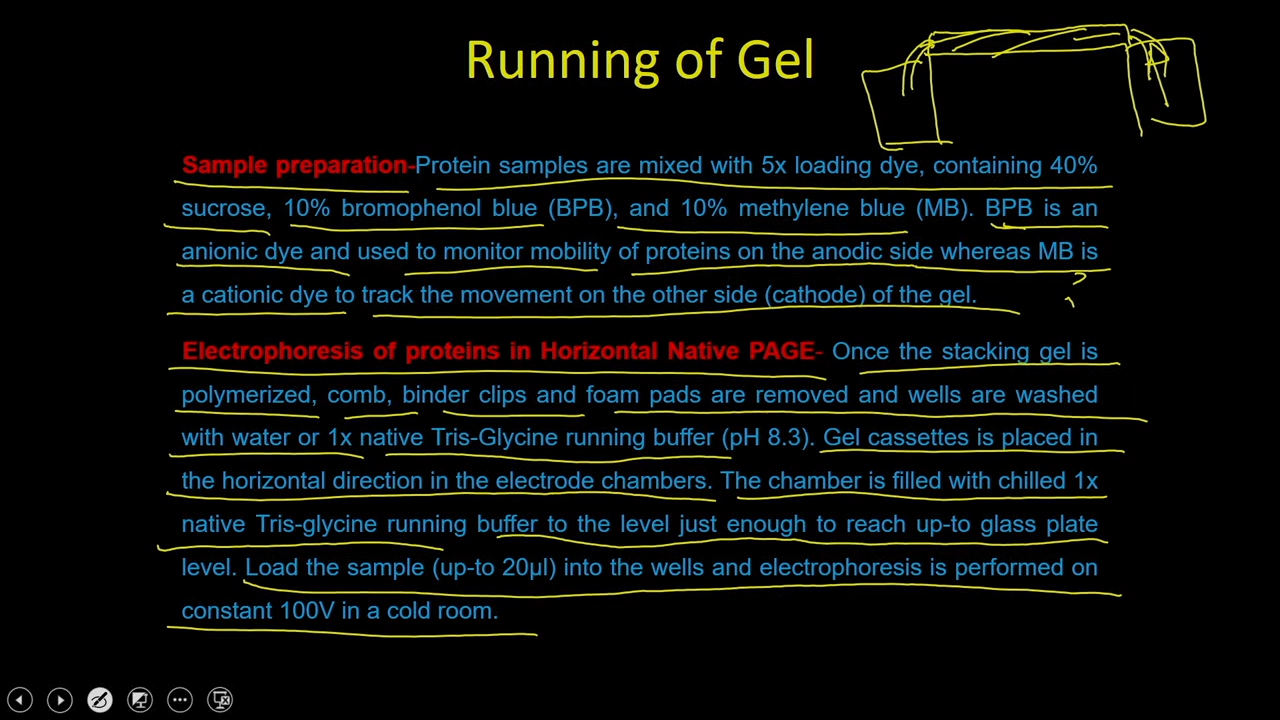 Running of Gel
Sample preparation-Protein samples are mixed with 5x loading dye, containing 40%
sucrose, 10% bromophenol blue (BPB), and 10% methylene blue (MB). BPB is an
anionic dye and used to monitor mobility of proteins on the anodic side whereas MB is
a cationic dye to track the movement on the other side (cathode) of the gel.
Electrophoresis of proteins in Horizontal Native PAGE- Once the stacking gel is
polymerized, comb, binder clips and foam pads are removed and wells are washed
with water or 1x native Tris-Glycine running buffer (pH 8.3). Gel cassettes is placed in
the horizontal direction in the electrode chambers. The chamber is filled with chilled 1x
native Tris-glycine running buffer to the level just enough to reach up-to glass plate
level. Load the sample (up-to 20µl) into the wells and electrophoresis is performed on
constant 100V in a cold room.